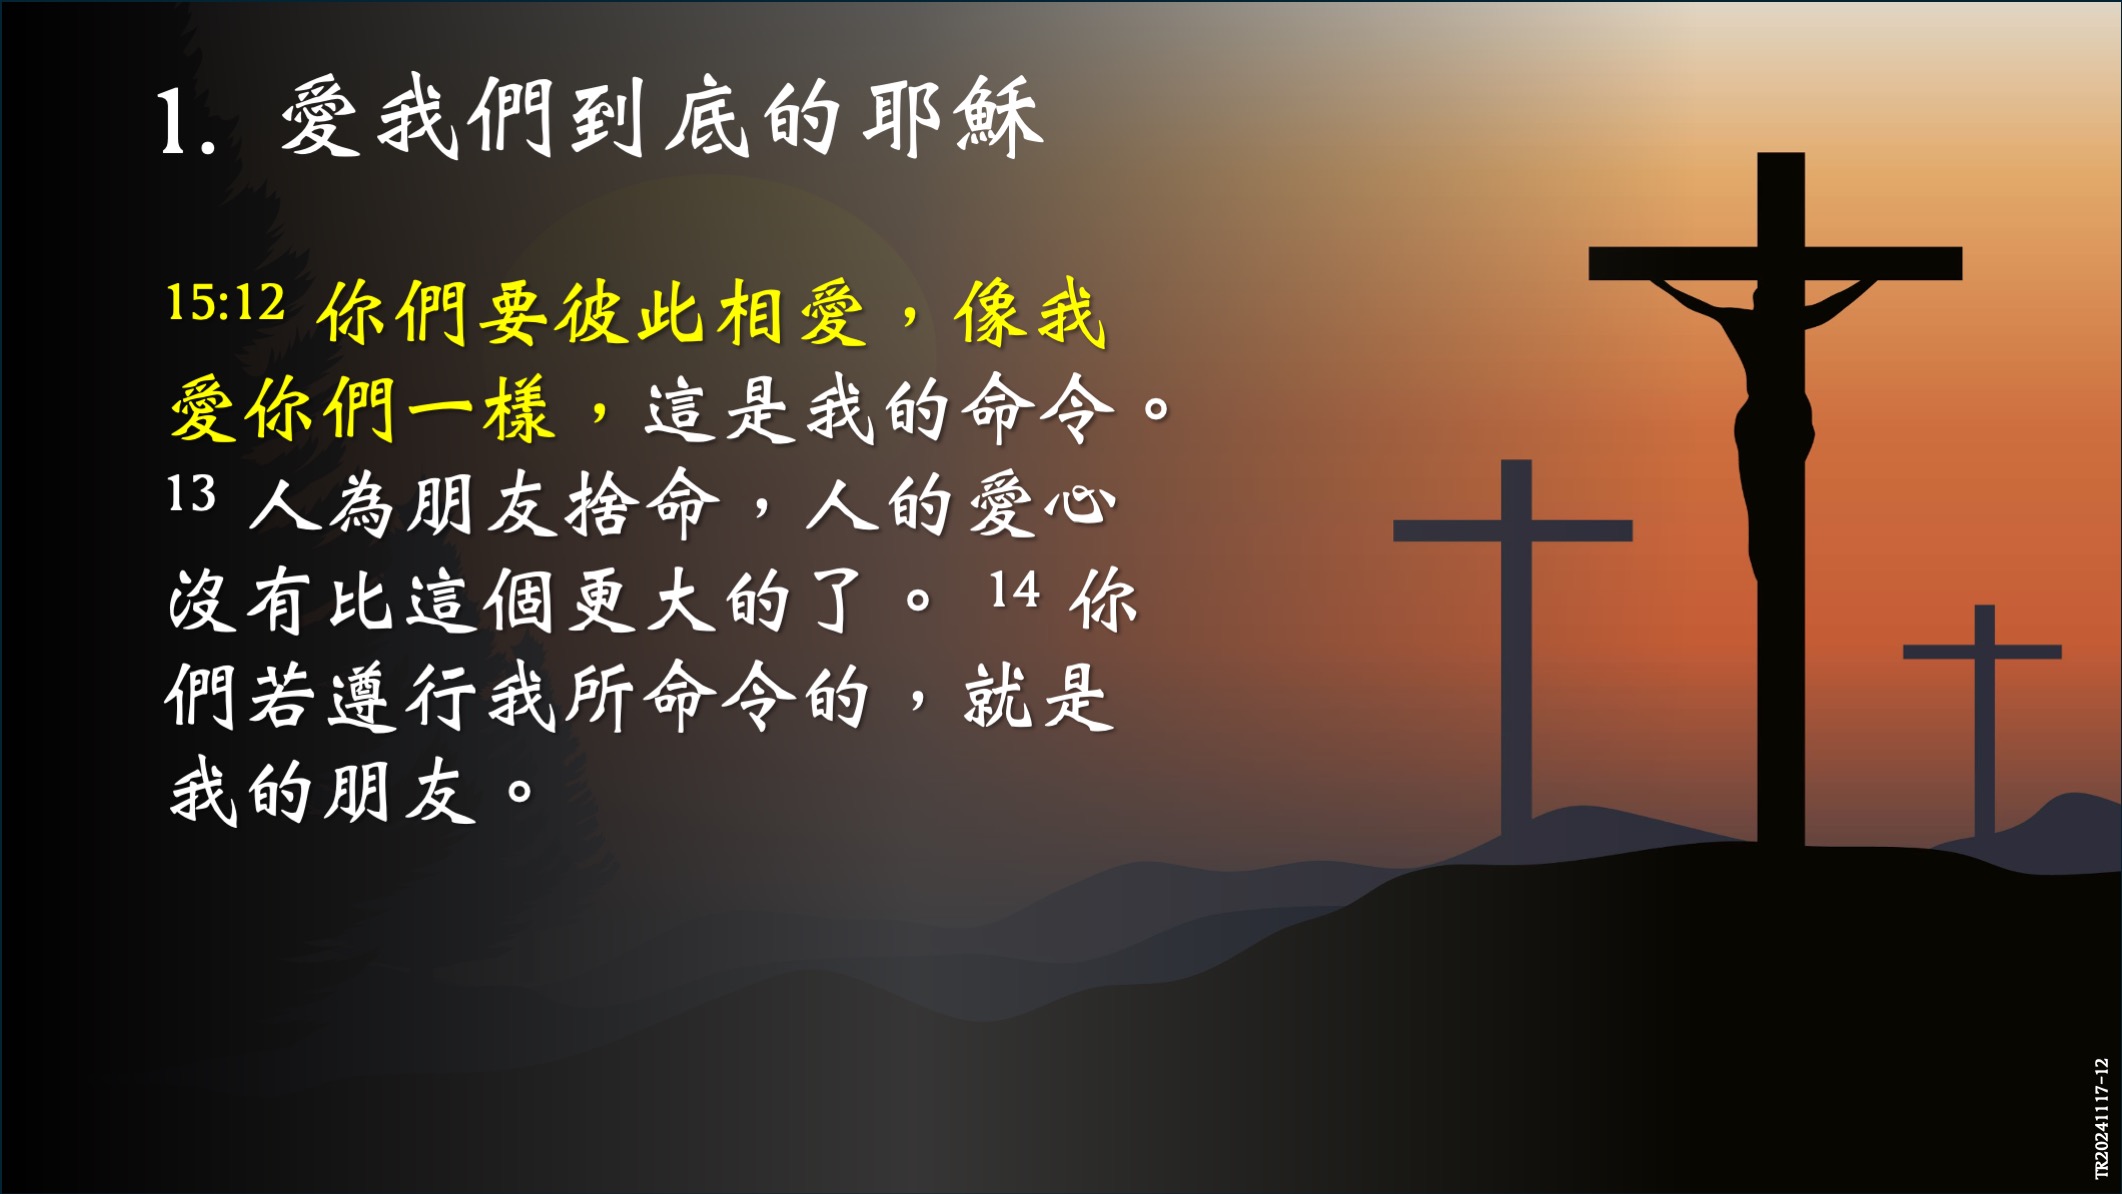 1. 愛我們到底的耶穌
15:12 你們要彼此相愛，像我
愛你們一樣，這是我的命令。
13 人為朋友捨命，人的愛心
沒有比這個更大的了。 14 你
們若遵行我所命令的，就是
我的朋友。
TR20241117-12